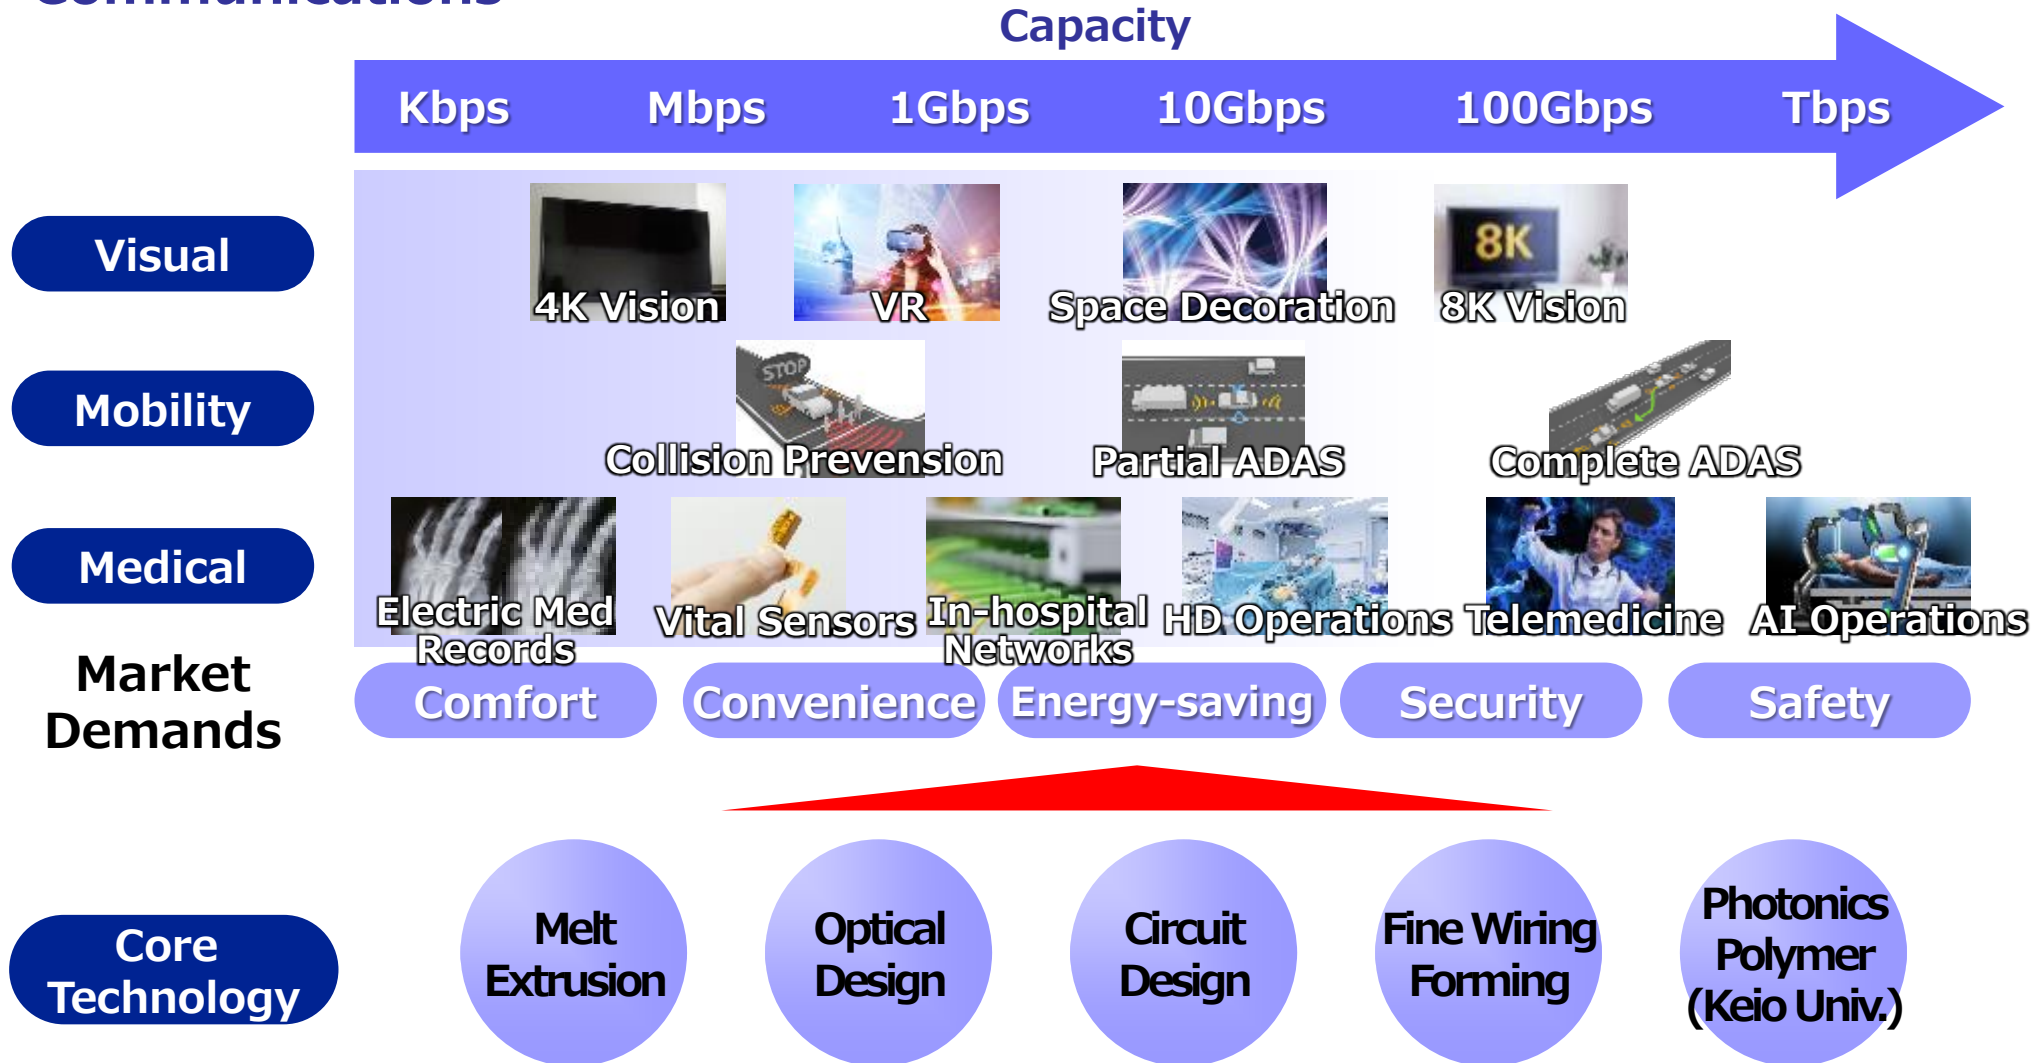 Communications
Capacity
Kbps Mbps 1Gbps 10Gbps 100Gbps Tbps
Visual
4K Vision VR Space Decoration 8K Vision
8K
Mobility
STOP
Collision Prevension Partial ADAS Complete ADAS
Medical
Electric Med
Records
Vital Sensors
In-hospital
Networks
HD Operations Telemedicine AI Operations
Market
Demands
Comfort Convenience Energy-saving Security Safety
Core
Technology
Melt
Extrusion
Optical
Design
Circuit
Design
Fine Wiring
Forming
Photonics
Polymer
(Keio Univ.)